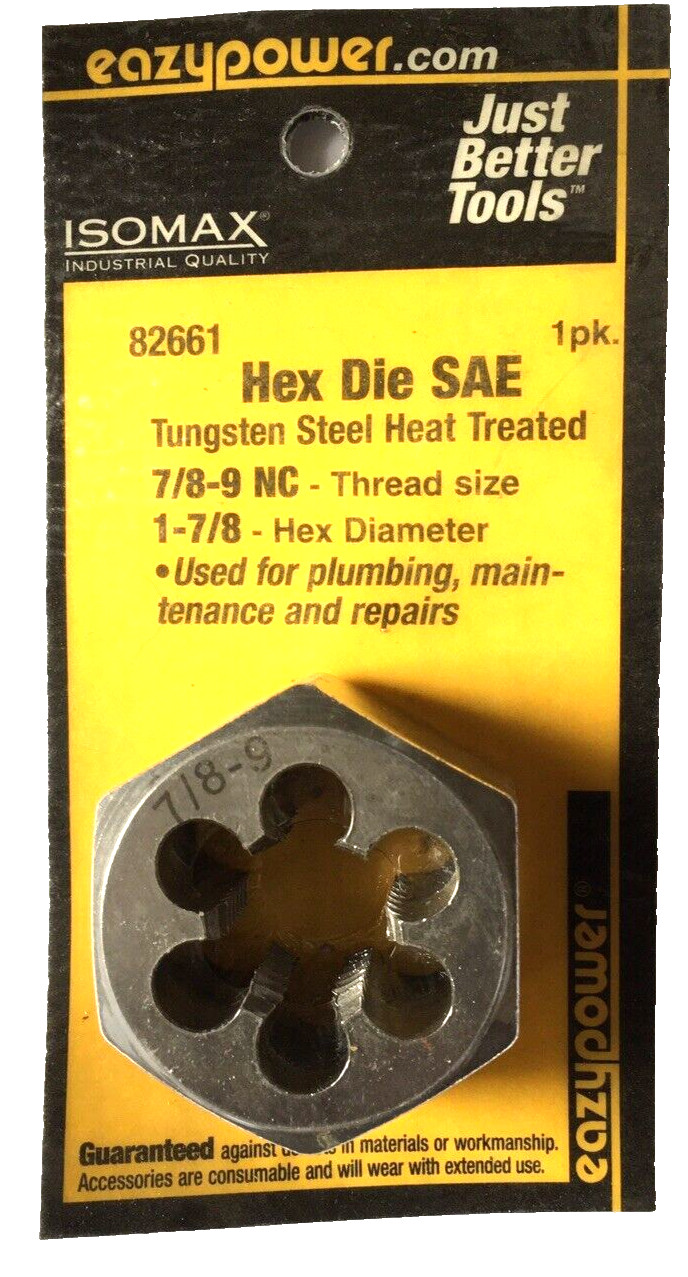 eazypower.com
Just
Better
Tools™
ISOMAX®
INDUSTRIAL QUALITY
82661
1pk.
Hex Die SAE
Tungsten Steel Heat Treated
7/8-9 NC - Thread size
1-7/8 - Hex Diameter
•Used for plumbing, main-
tenance and repairs
7/8-9
eazypower®
Guaranteed against in materials or workmanship.
Accessories are consumable and will wear with extended use.